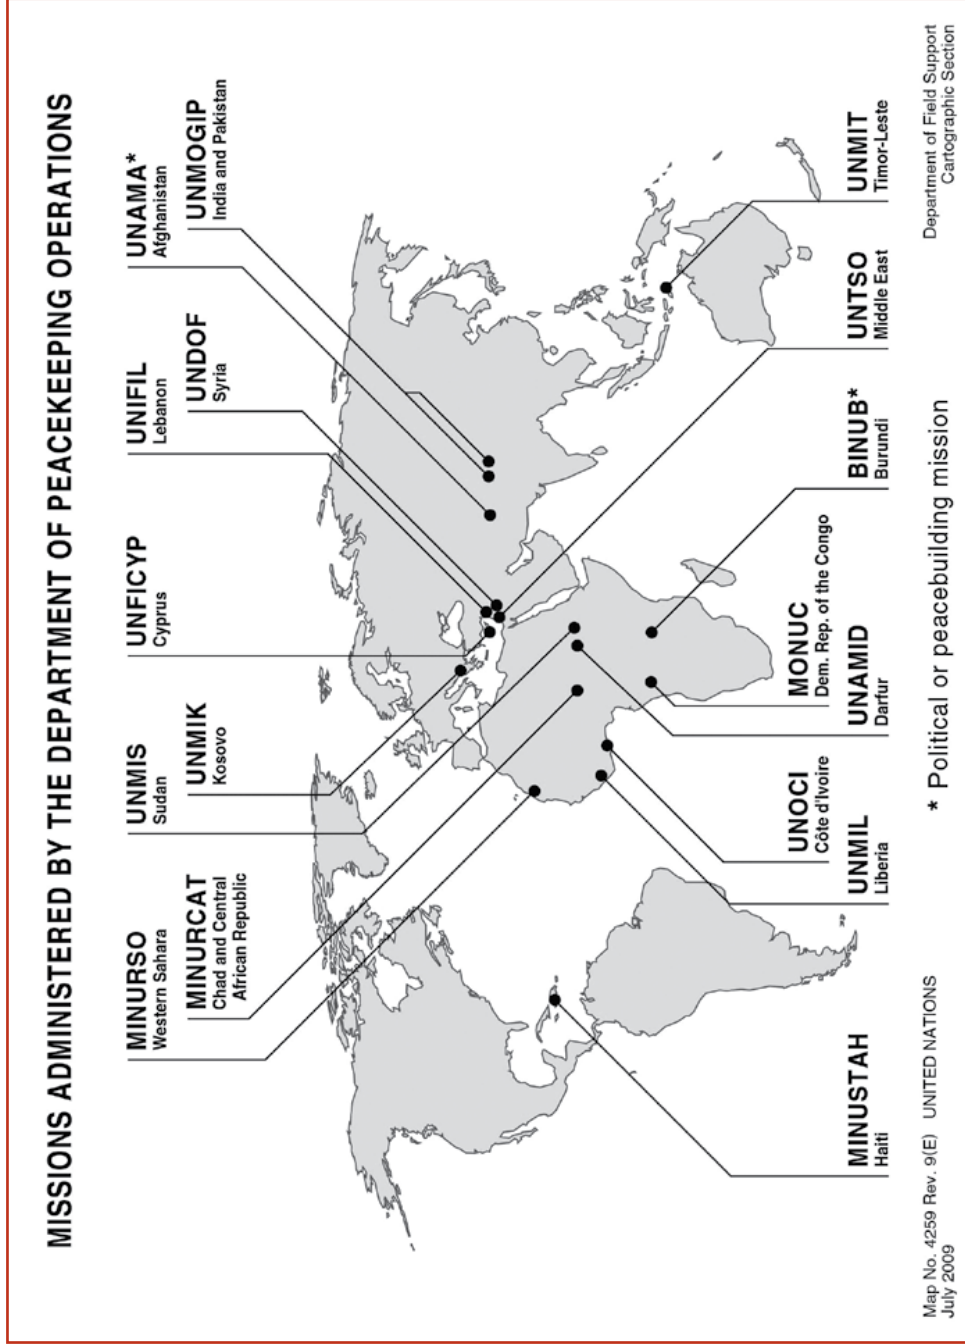 MISSIONS ADMINISTERED BY THE DEPARTMENT OF PEACEKEEPING OPERATIONS
MINURSO
Western Sahara
MINURCAT
Chad and Central
African Republic
UNMIS
Sudan
UNMIK
Kosovo
UNFICYP
Cyprus
UNIFIL
Lebanon
UNDOF
Syria
UNAMA*
Afghanistan
UNMOGIP
India and Pakistan
MINUSTAH
Haiti
UNOCI
Côte d'Ivoire
UNMIL
Liberia
MONUC
Dem. Rep. of the Congo
UNAMID
Darfur
BINUB*
Burundi
UNTSO
Middle East
UNMIT
Timor-Leste
Map No. 4259 Rev. 9(E) UNITED NATIONS
July 2009
* Political or peacebuilding mission
Department of Field Support
Cartographic Section